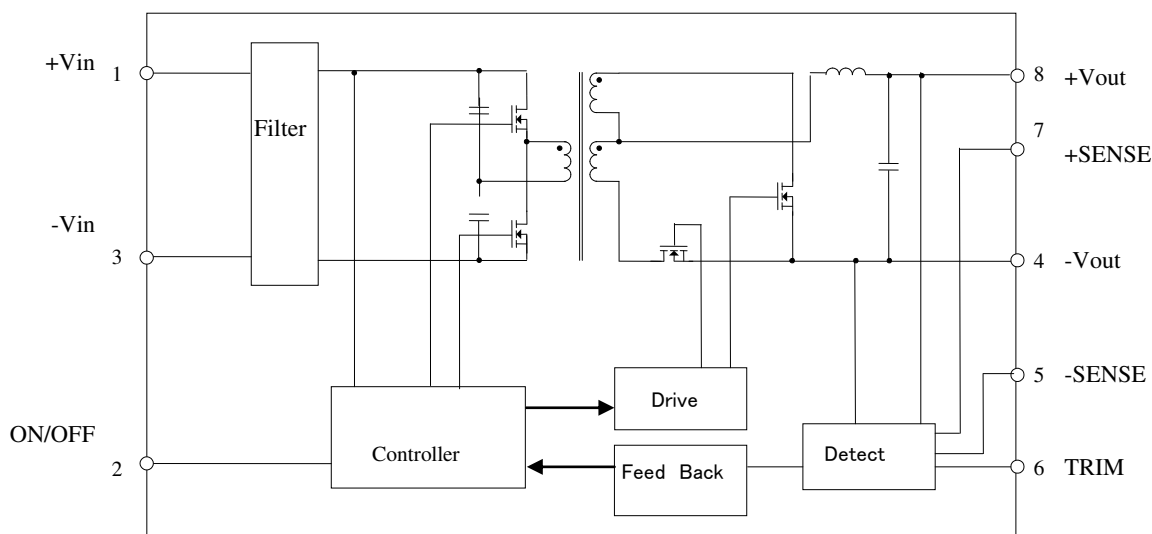 +Vin
1
8
+Vout
Filter
7
+SENSE
-Vin
3
4
-Vout
5
-SENSE
Drive
ON/OFF
2
Controller
Feed Back
Detect
6
TRIM